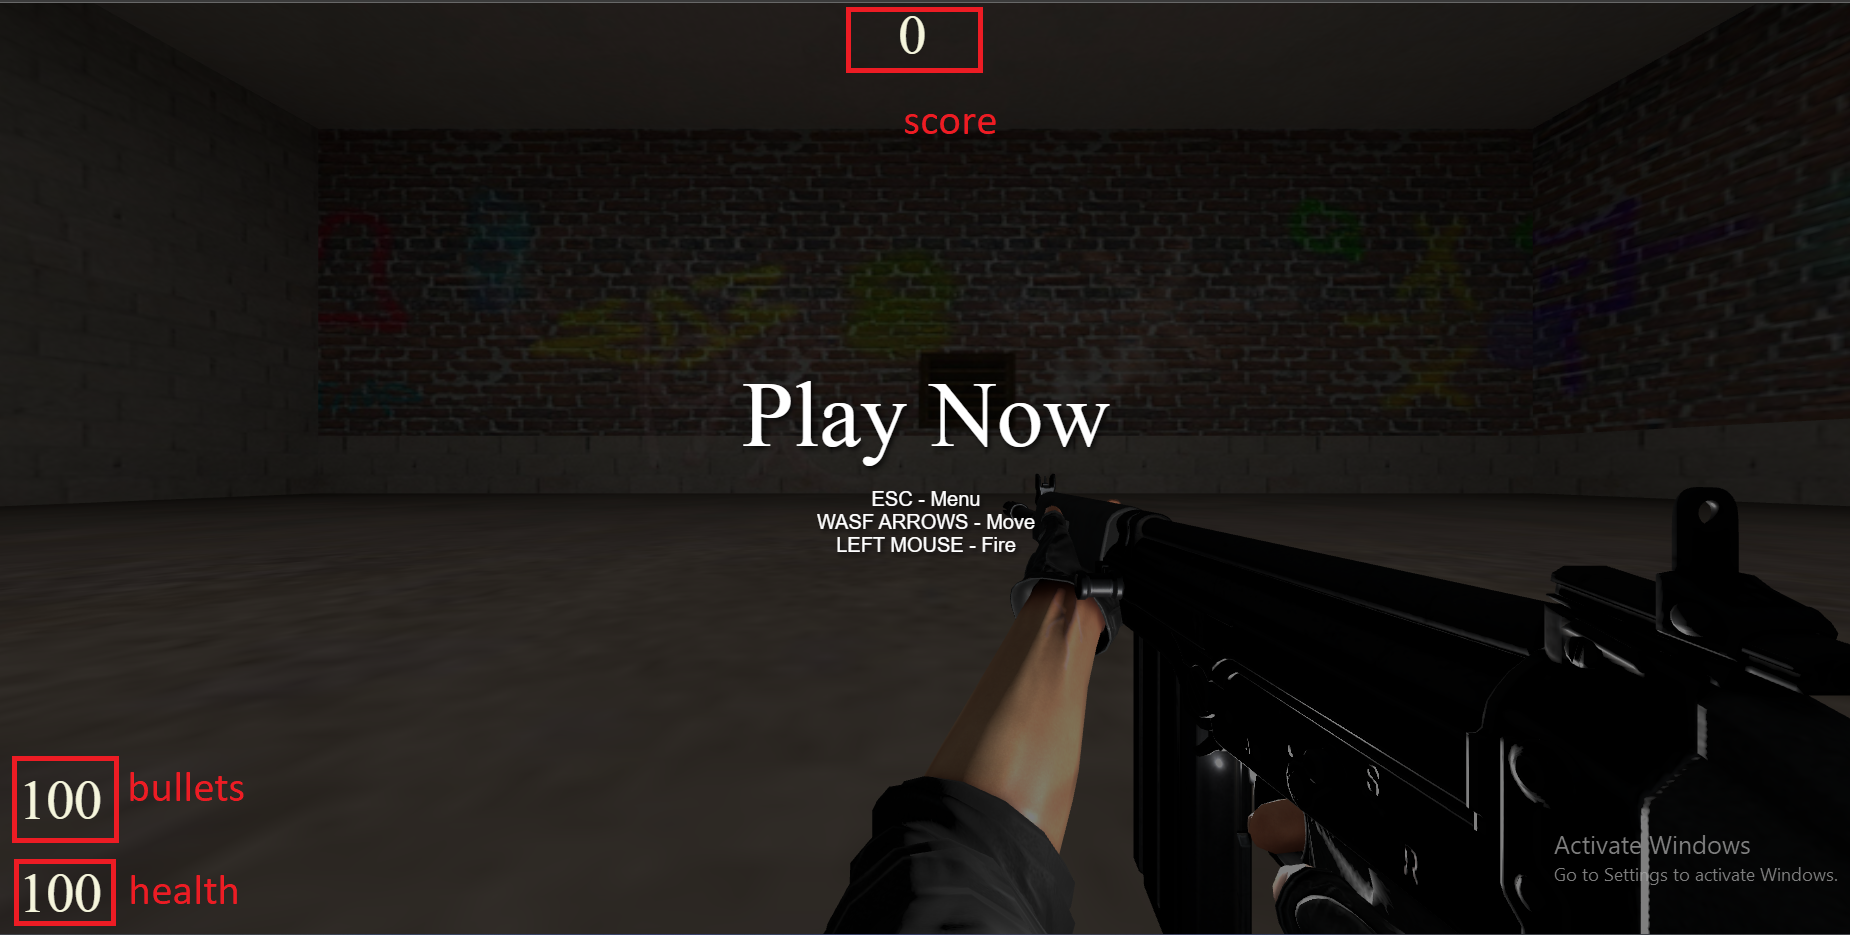 0
score
Play Now
ESC - Menu
WASF ARROWS - Move
LEFT MOUSE - Fire
100 bullets
100 health
S
R
Activate Windows
Go to Settings to activate Windows.